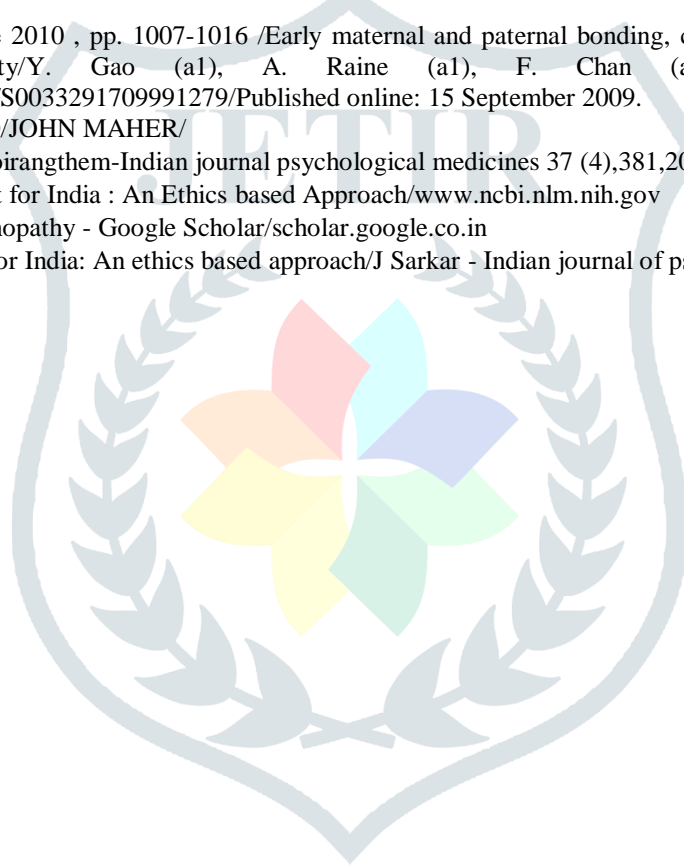 2010 , pp. 1007-1016 /Early maternal and paternal bonding,
ty/Y. Gao (a1), A. Raine (a1), F. Chan (a
/S0033291709991279/Published online: 15 September 2009.
/JOHN MAHER/
irangthem-Indian journal psychological medicines 37 (4),381,20
t for India : An Ethics based Approach/www.ncbi.nlm.nih.gov
opathy - Google Scholar/scholar.google.co.in
or India: An ethics based approach/J Sarkar - Indian journal of ps
JETIR